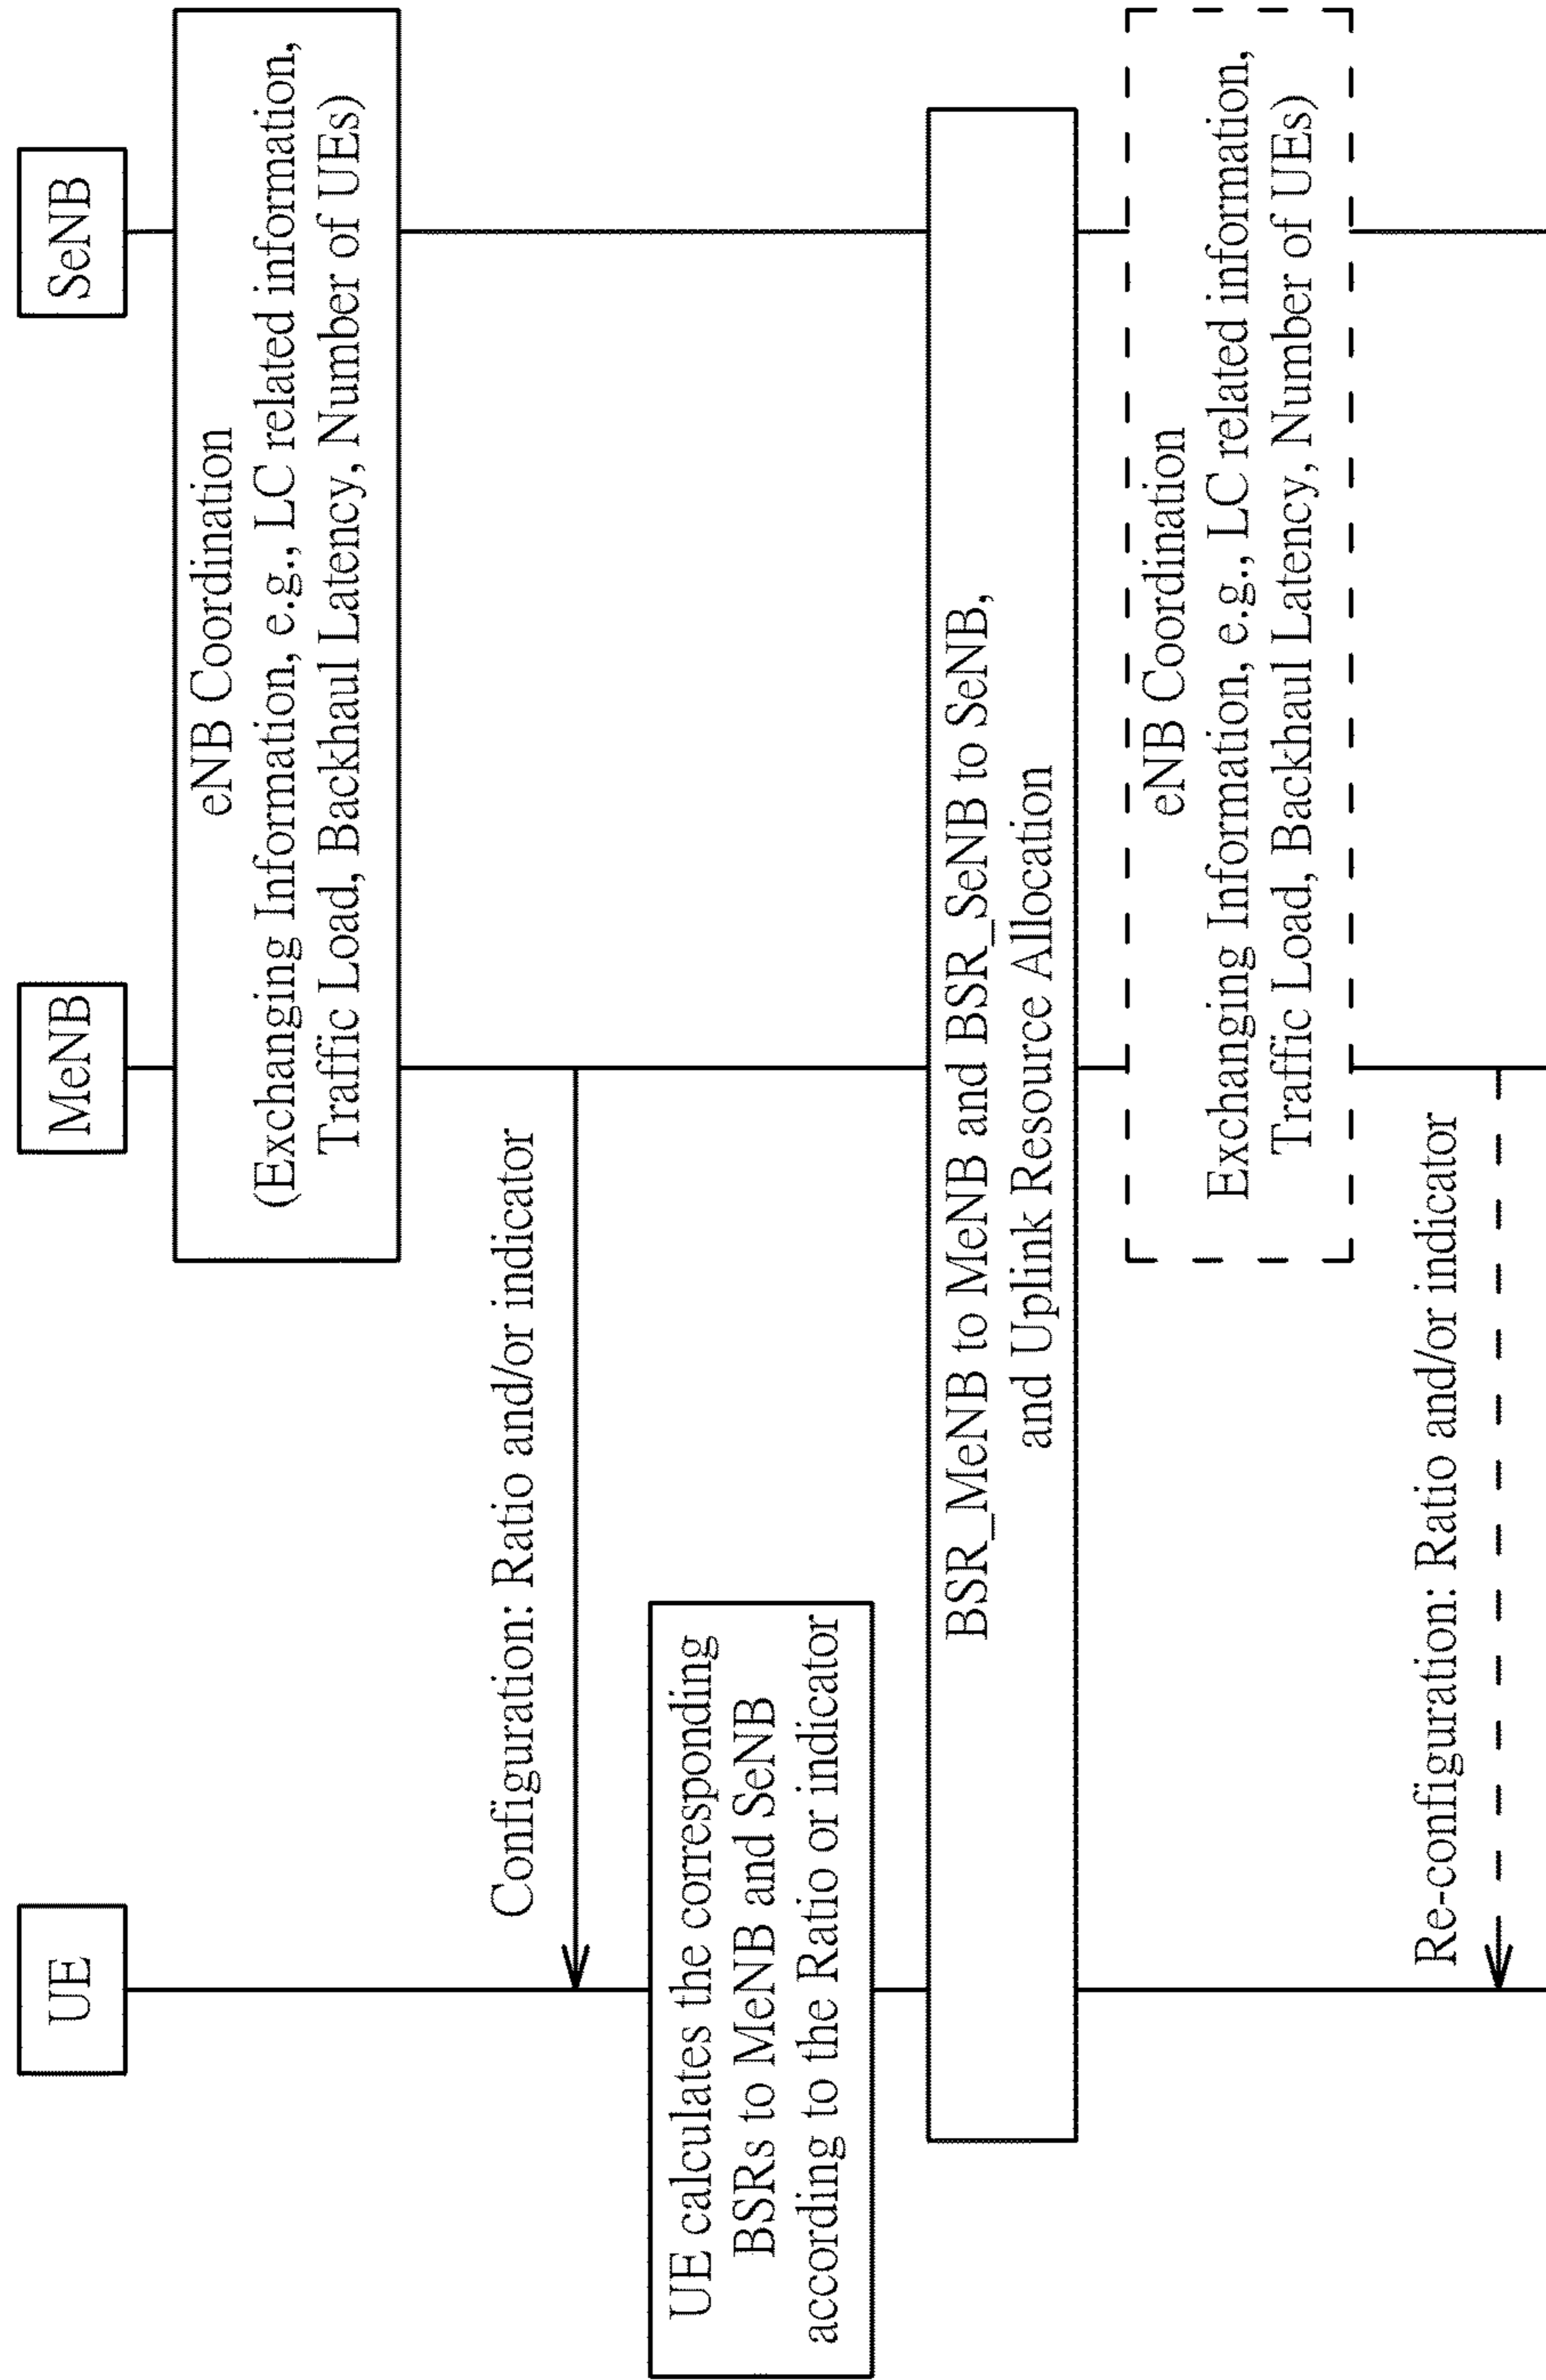 UE
MeNB
SeNB
eNB Coordination
(Exchanging Information, e.g., LC related information,
Traffic Load, Backhaul Latency, Number of UEs)
Configuration: Ratio and/or indicator
UE calculates the corresponding
BSRs to MeNB and SeNB
according to the Ratio or indicator
BSR_MeNB to MeNB and BSR_SeNB to SeNB,
and Uplink Resource Allocation
eNB Coordination
Exchanging Information, e.g., LC related information,
Traffic Load, Backhaul Latency, Number of UEs)
Re-configuration: Ratio and/or indicator